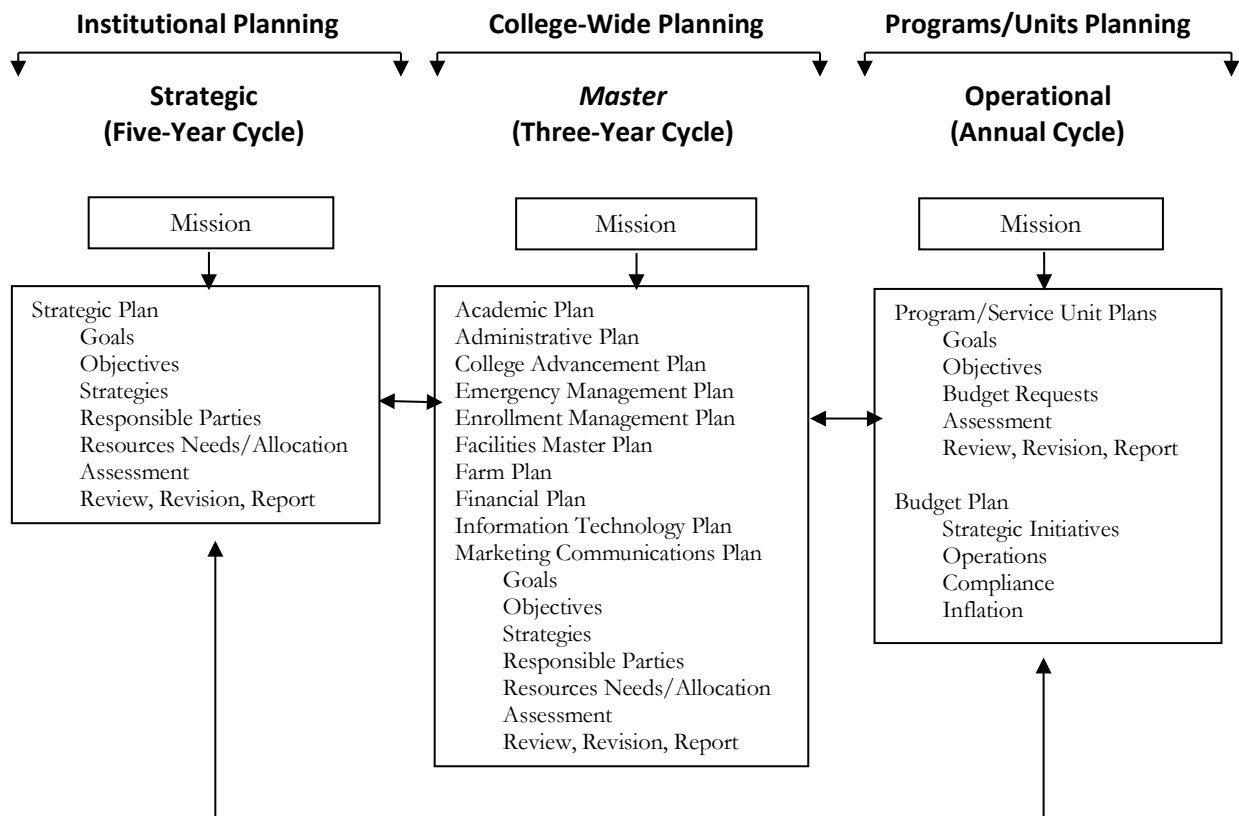 Institutional Planning
Strategic
(Five-Year Cycle)
Mission
Strategic Plan
Goals
Objectives
Strategies
Responsible Parties
Resources Needs/Allocation
Assessment
Review, Revision, Report
College-Wide Planning
Master
(Three-Year Cycle)
Mission
Academic Plan
Administrative Plan
College Advancement Plan
Emergency Management Plan
Enrollment Management Plan
Facilities Master Plan
Farm Plan
Financial Plan
Information Technology Plan
Marketing Communications Plan
Goals
Objectives
Strategies
Responsible Parties
Resources Needs/Allocation
Assessment
Review, Revision, Report
Programs/Units Planning
Operational
(Annual Cycle)
Mission
Program/Service Unit Plans
Goals
Objectives
Budget Requests
Assessment
Review, Revision, Report
Budget Plan
Strategic Initiatives
Operations
Compliance
Inflation